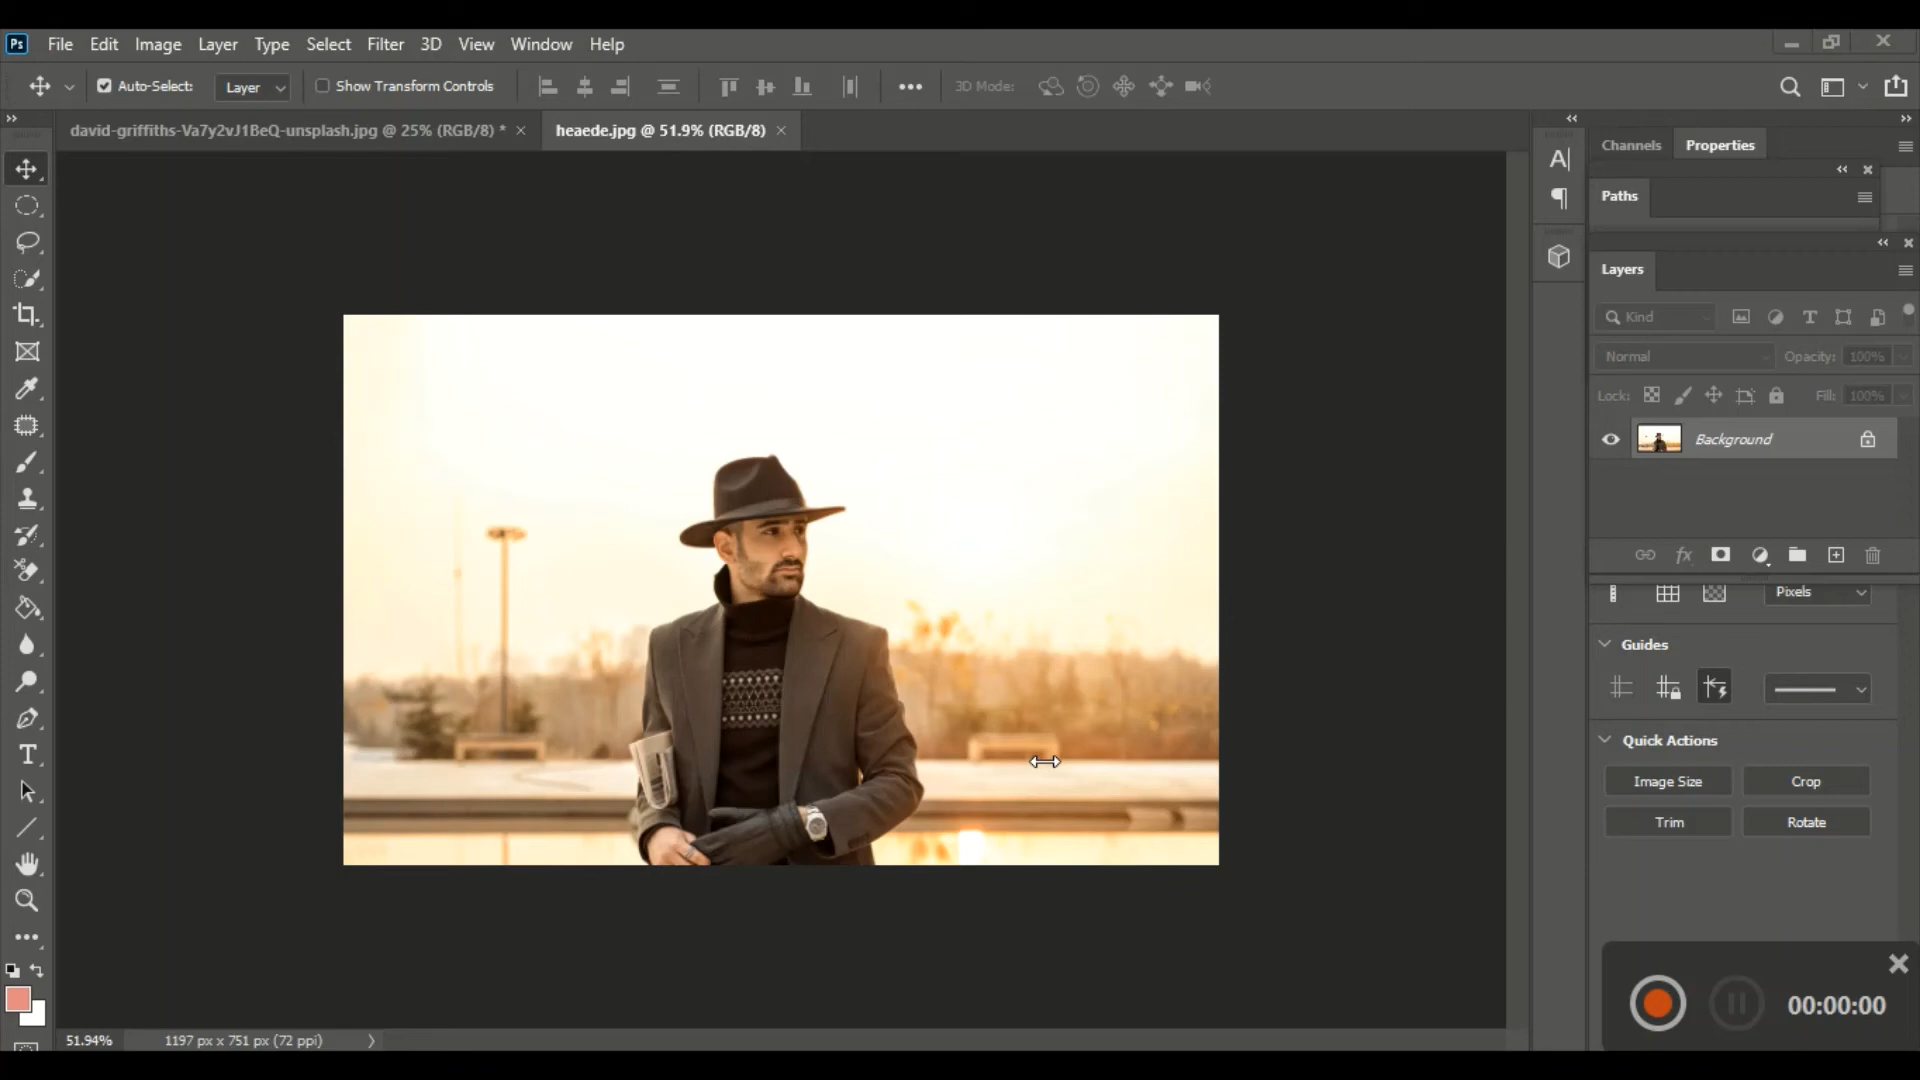 Ps File Edit Image Layer Type Select Filter 3D View Window Help
Auto-Select: Layer Show Transform Controls 3D Mode:
david-griffiths-Va7y2vJ1BeQ-unsplash.jpg @ 25% (RGB/8) * heaede.jpg @ 51.9% (RGB/8)
Channels Properties
Paths
Layers
Kind
Normal Opacity: 100%
Lock: Fill: 100%
Background
Pixels
Guides
Quick Actions
Image Size Crop
Trim Rotate
00:00:00
51.94% 1197 px x 751 px (72 ppi)